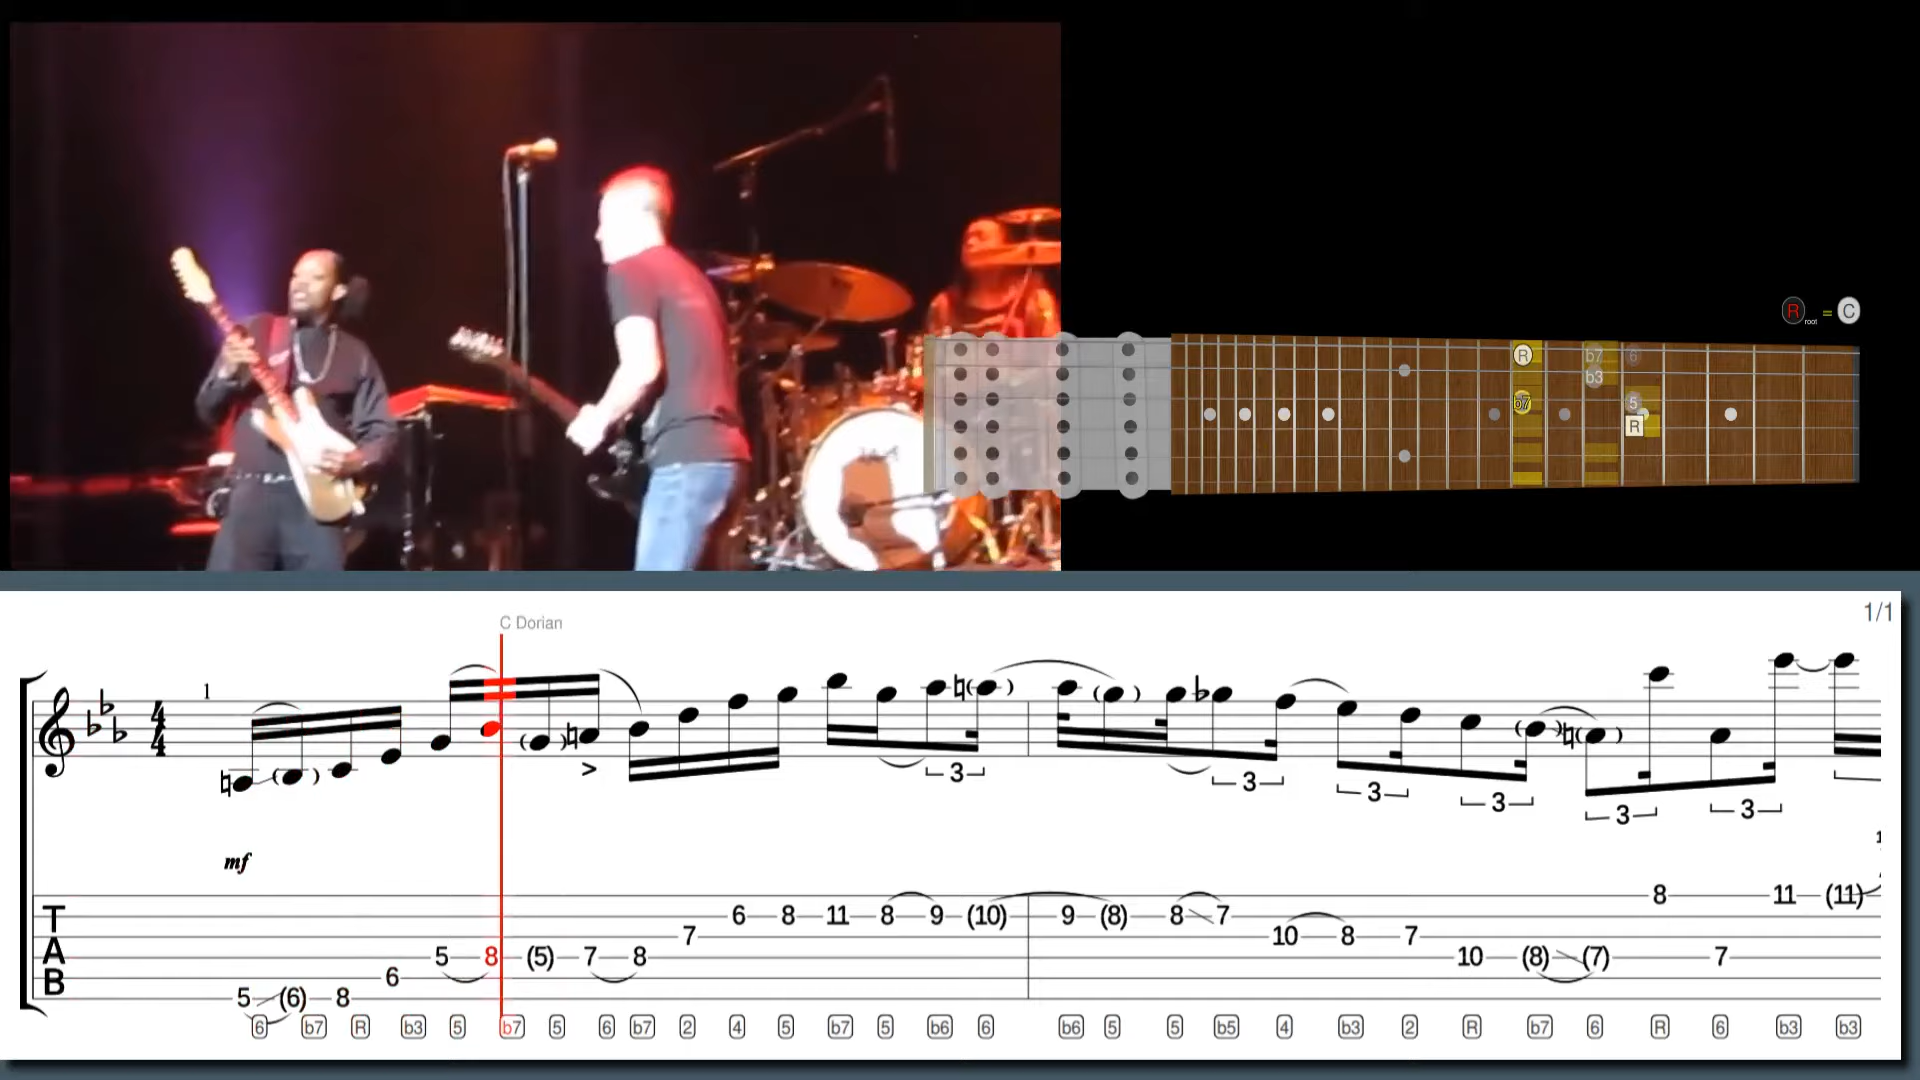 R root = C
R b7 6
b3
b7 5
R
1/1
C Dorian
1
4 4
3 3 3 3 3 3
mf
8 11 (11)
6 8 11 8 9 (10) 9 (8) 8 7
7 10 8 7
T 5 8 (5) 7 8 10 (8) (7) 7
A 6
B 5 (6) 8
6 b7 R b3 5 b7 5 6 b7 2 4 5 b7 5 b6 6 b6 5 5 b5 4 b3 2 R b7 6 R 6 b3 b3